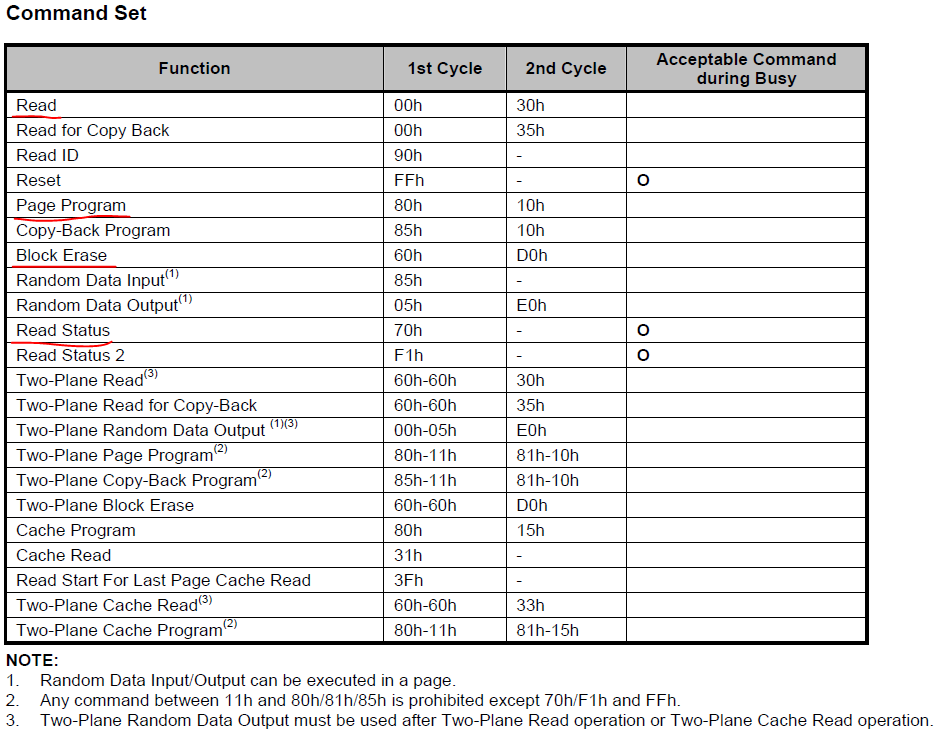 Command Set
Function 1st Cycle 2nd Cycle Acceptable Command during Busy
Read 00h 30h
Read for Copy Back 00h 35h
Read ID 90h -
Reset FFh - O
Page Program 80h 10h
Copy-Back Program 85h 10h
Block Erase 60h D0h
Random Data Input(1) 85h -
Random Data Output(1) 05h E0h
Read Status 70h - O
Read Status 2 F1h - O
Two-Plane Read(3) 60h-60h 30h
Two-Plane Read for Copy-Back 60h-60h 35h
Two-Plane Random Data Output (1)(3) 00h-05h E0h
Two-Plane Page Program(2) 80h-11h 81h-10h
Two-Plane Copy-Back Program(2) 85h-11h 81h-10h
Two-Plane Block Erase 60h-60h D0h
Cache Program 80h 15h
Cache Read 31h -
Read Start For Last Page Cache Read 3Fh -
Two-Plane Cache Read(3) 60h-60h 33h
Two-Plane Cache Program(2) 80h-11h 81h-15h
NOTE:
1. Random Data Input/Output can be executed in a page.
2. Any command between 11h and 80h/81h/85h is prohibited except 70h/F1h and FFh.
3. Two-Plane Random Data Output must be used after Two-Plane Read operation or Two-Plane Cache Read operation.